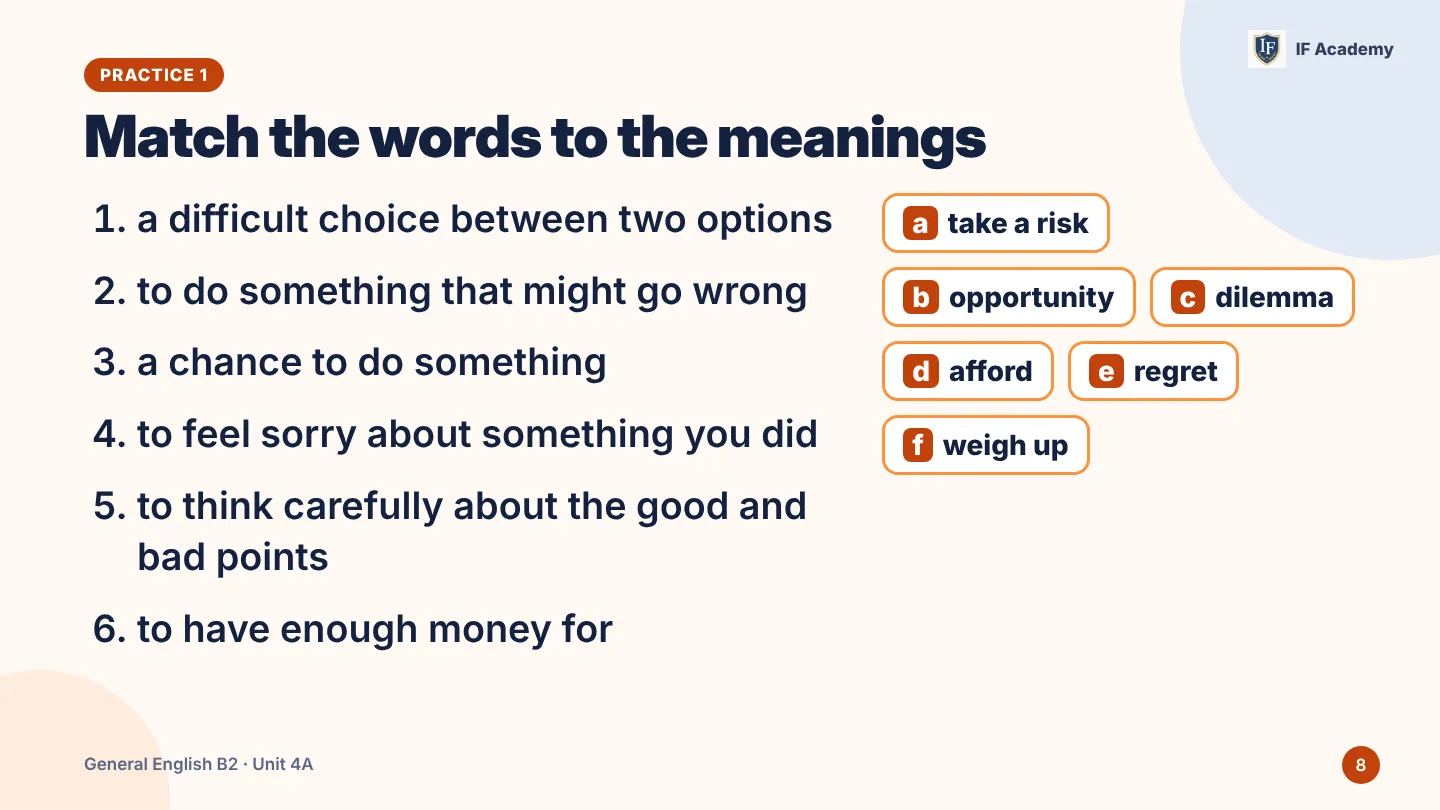 IF Academy
PRACTICE 1
Match the words to the meanings
1. a difficult choice between two options
2. to do something that might go wrong
3. a chance to do something
4. to feel sorry about something you did
5. to think carefully about the good and
bad points
6. to have enough money for
a take a risk
b opportunity c dilemma
d afford e regret
f weigh up
General English B2 · Unit 4A
8